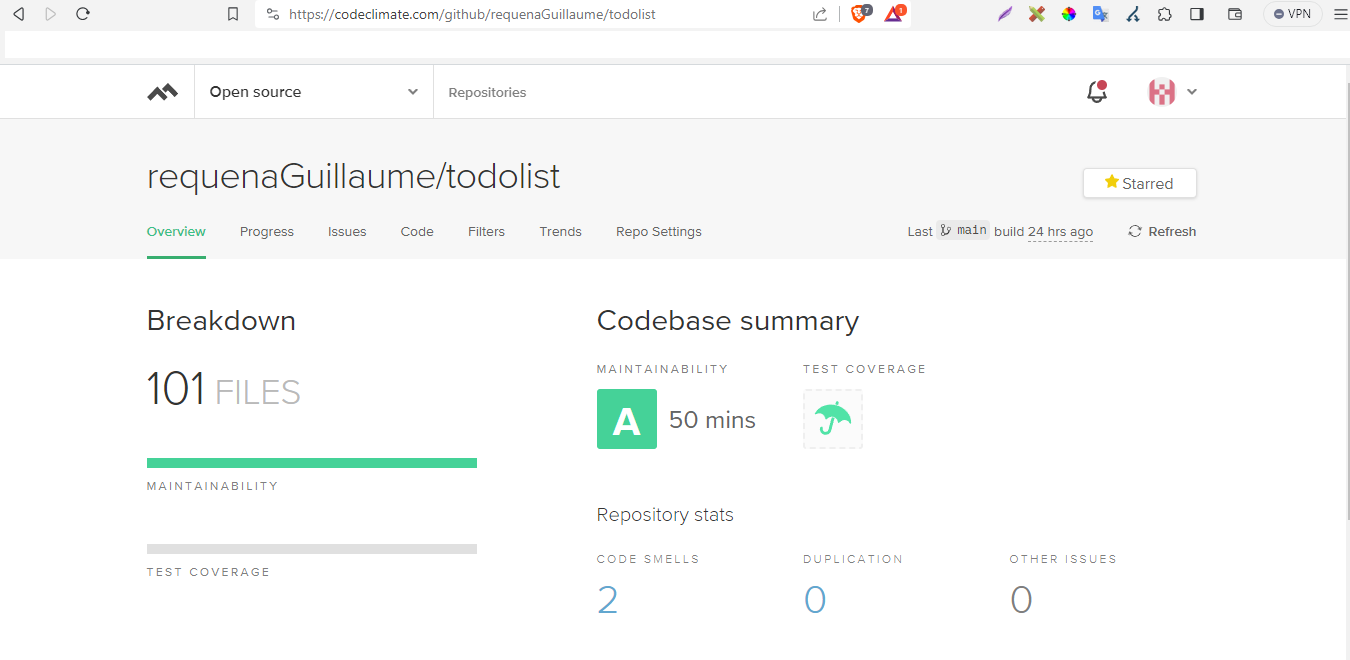 https://codeclimate.com/github/requenaGuillaume/todolist
7
1
VPN
Open source
Repositories
requenaGuillaume/todolist
Starred
Overview
Progress
Issues
Code
Filters
Trends
Repo Settings
Last main build 24 hrs ago
Refresh
Breakdown
101 FILES
MAINTAINABILITY
TEST COVERAGE
Codebase summary
MAINTAINABILITY
TEST COVERAGE
A 50 mins
Repository stats
CODE SMELLS
DUPLICATION
OTHER ISSUES
2
0
0